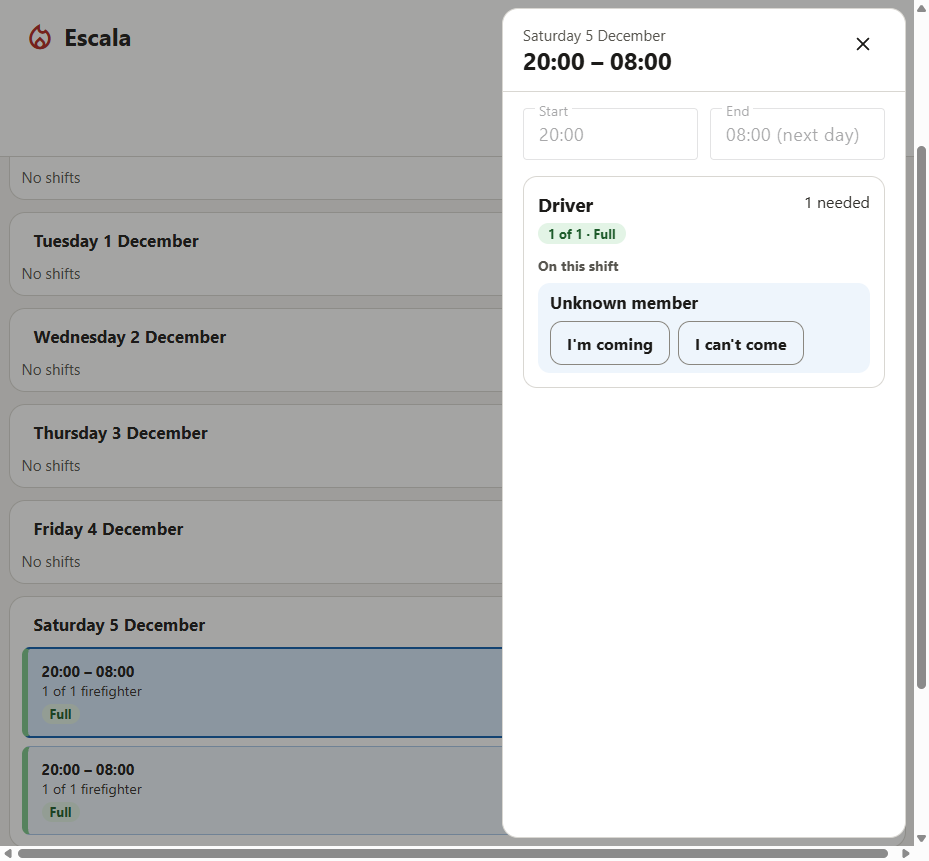 Escala
No shifts
Tuesday 1 December
No shifts
Wednesday 2 December
No shifts
Thursday 3 December
No shifts
Friday 4 December
No shifts
Saturday 5 December
20:00 – 08:00
1 of 1 firefighter
Full
20:00 – 08:00
1 of 1 firefighter
Full
Saturday 5 December
20:00 – 08:00
Start
20:00
End
08:00 (next day)
Driver
1 needed
1 of 1 · Full
On this shift
Unknown member
I'm coming
I can't come